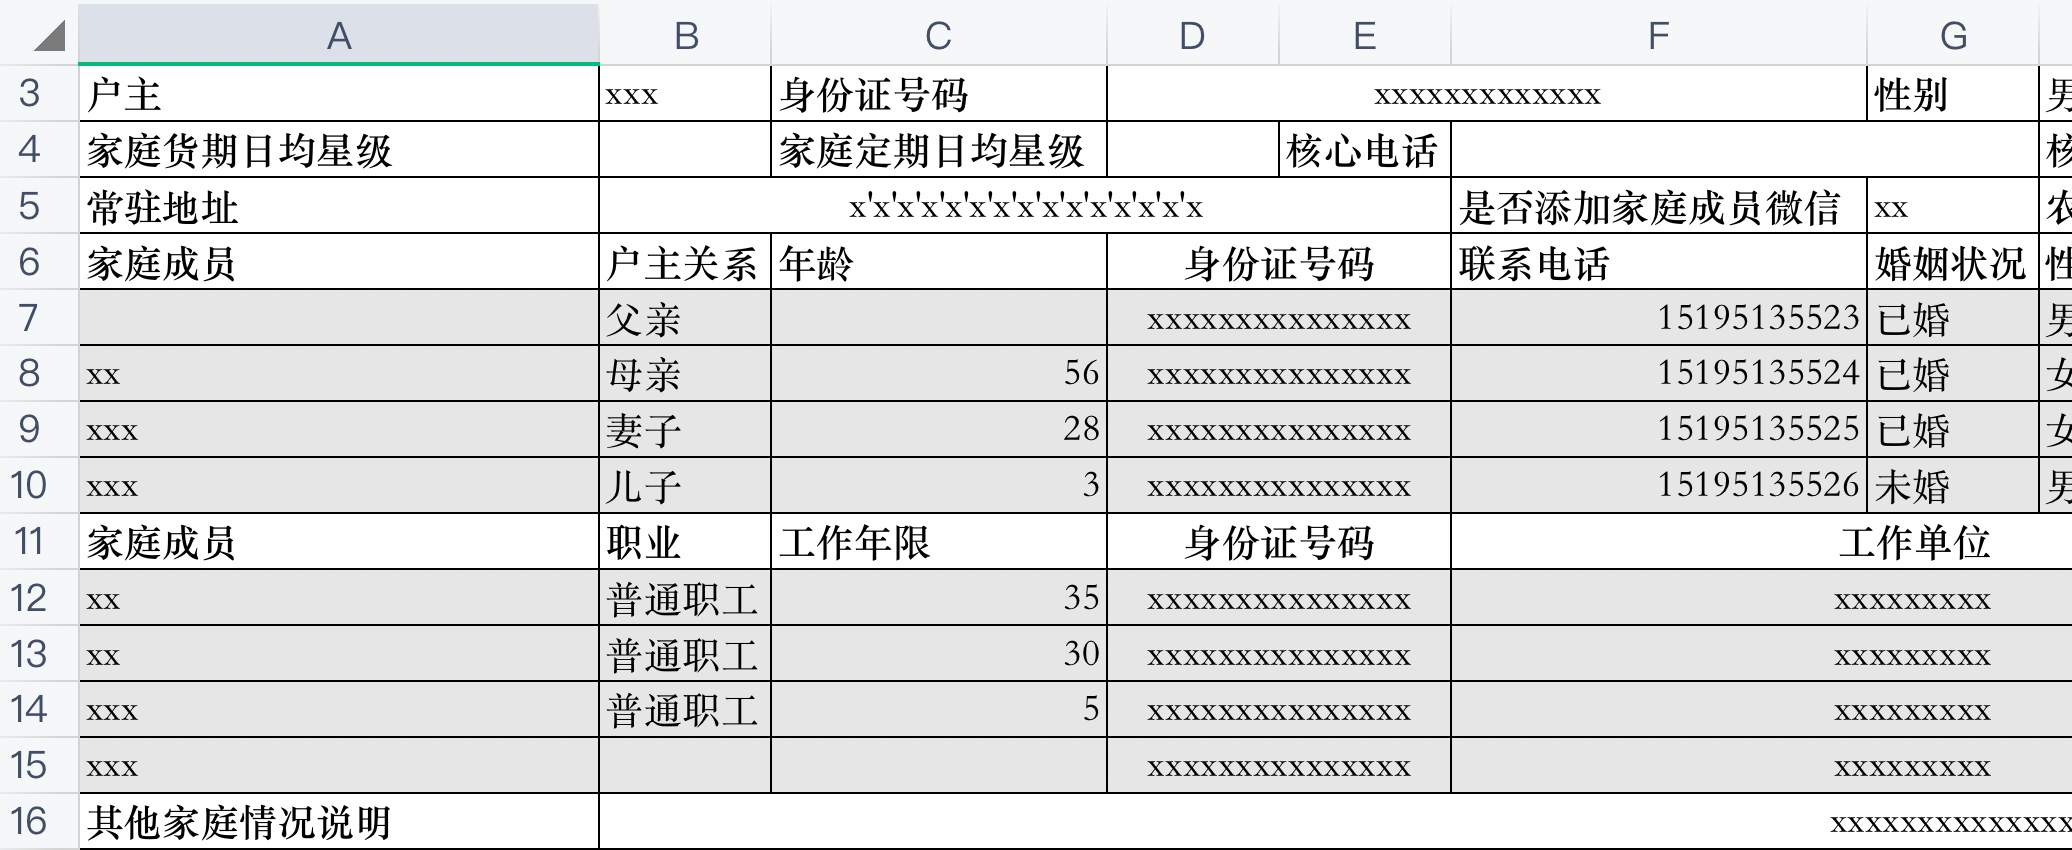 A B C D E F G
3 户主 xxx 身份证号码 xxxxxxxxxxxxx 性别 男
4 家庭货期日均星级 家庭定期日均星级 核心电话 核
5 常驻地址 x'x'x'x'x'x'x'x'x'x'x'x'x'x'x 是否添加家庭成员微信 xx 农
6 家庭成员 户主关系 年龄 身份证号码 联系电话 婚姻状况 性
7 父亲 xxxxxxxxxxxxxxx 15195135523 已婚 男
8 xx 母亲 56 xxxxxxxxxxxxxxx 15195135524 已婚 女
9 xxx 妻子 28 xxxxxxxxxxxxxxx 15195135525 已婚 女
10 xxx 儿子 3 xxxxxxxxxxxxxxx 15195135526 未婚 男
11 家庭成员 职业 工作年限 身份证号码 工作单位
12 xx 普通职工 35 xxxxxxxxxxxxxxx xxxxxxxxx
13 xx 普通职工 30 xxxxxxxxxxxxxxx xxxxxxxxx
14 xxx 普通职工 5 xxxxxxxxxxxxxxx xxxxxxxxx
15 xxx xxxxxxxxxxxxxxx xxxxxxxxx
16 其他家庭情况说明 xxxxxxxxxxxxxx